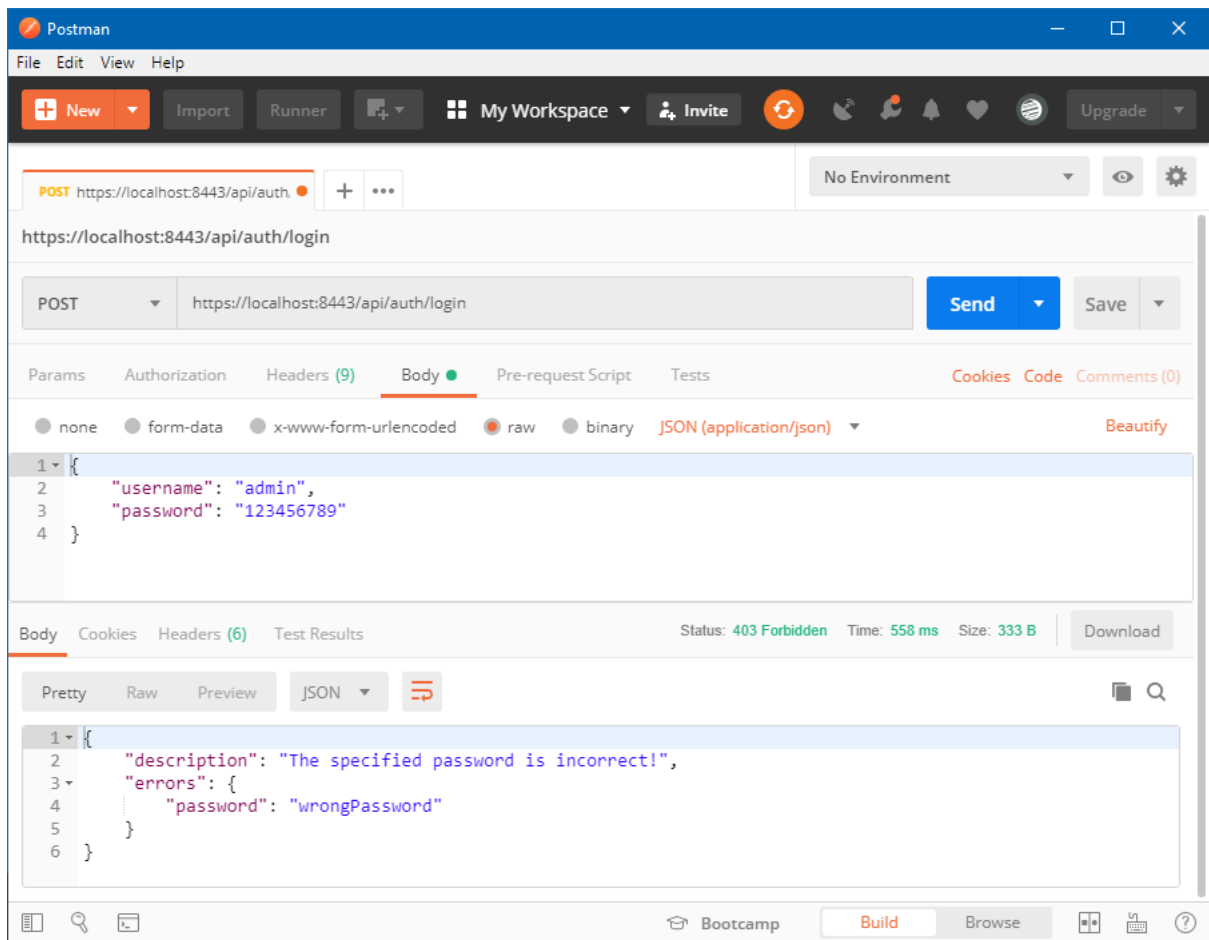 Postman
File Edit View Help
New Import Runner My Workspace Invite Upgrade
POST https://localhost:8443/api/auth. No Environment
https://localhost:8443/api/auth/login
POST https://localhost:8443/api/auth/login Send Save
Params Authorization Headers (9) Body Pre-request Script Tests Cookies Code Comments (0)
none form-data x-www-form-urlencoded raw binary JSON (application/json) Beautify
1 {
2 "username": "admin",
3 "password": "123456789"
4 }
Body Cookies Headers (6) Test Results Status: 403 Forbidden Time: 558 ms Size: 333 B Download
Pretty Raw Preview JSON
1 {
2 "description": "The specified password is incorrect!",
3 "errors": {
4 "password": "wrongPassword"
5 }
6 }
Bootcamp Build Browse